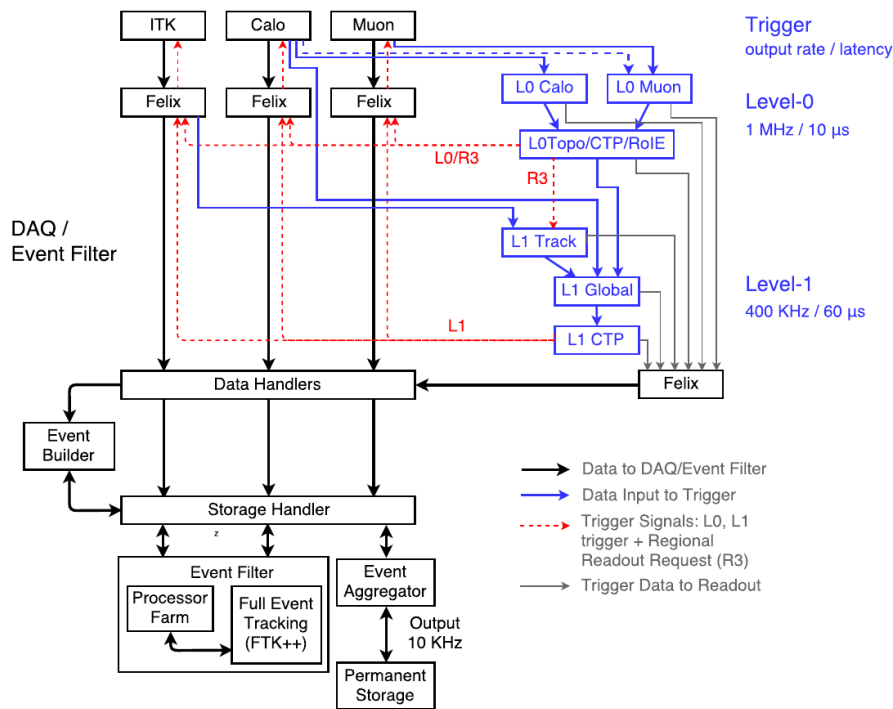 ITK
Calo
Muon
Trigger
output rate / latency
Felix
Felix
Felix
L0 Calo
L0 Muon
Level-0
1 MHz / 10 µs
L0Topo/CTP/RoIE
L0/R3
R3
DAQ /
Event Filter
L1 Track
L1 Global
Level-1
400 KHz / 60 µs
L1
L1 CTP
Data Handlers
Felix
Event
Builder
Storage Handler
z
Data to DAQ/Event Filter
Data Input to Trigger
Trigger Signals: L0, L1
trigger + Regional
Readout Request (R3)
Trigger Data to Readout
Event Filter
Processor
Farm
Full Event
Tracking
(FTK++)
Event
Aggregator
Output
10 KHz
Permanent
Storage